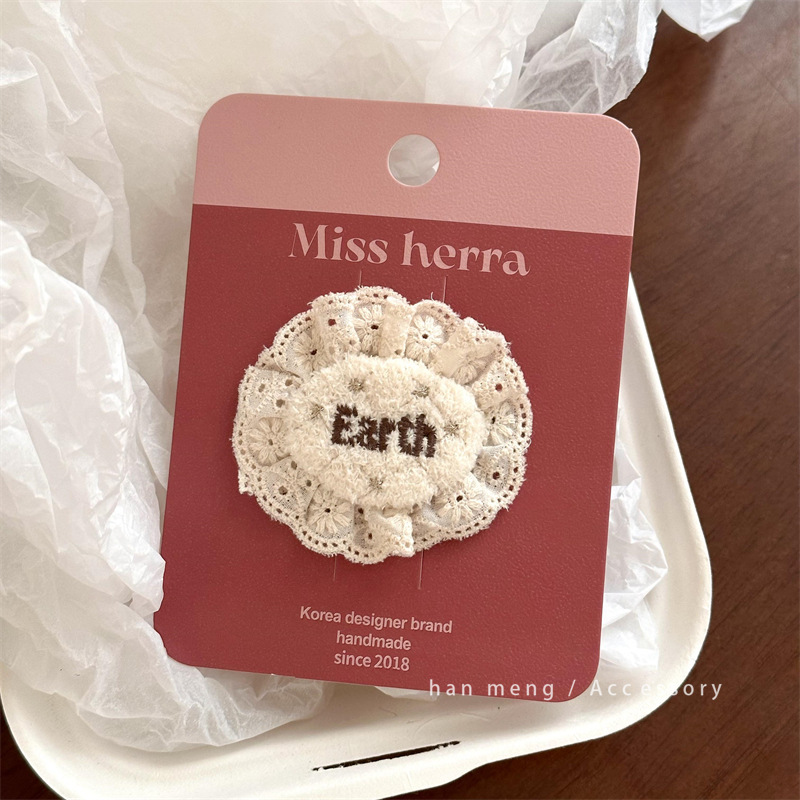 Miss herra
Earth
Korea designer brand
handmade
since 2018
han meng / Accessory